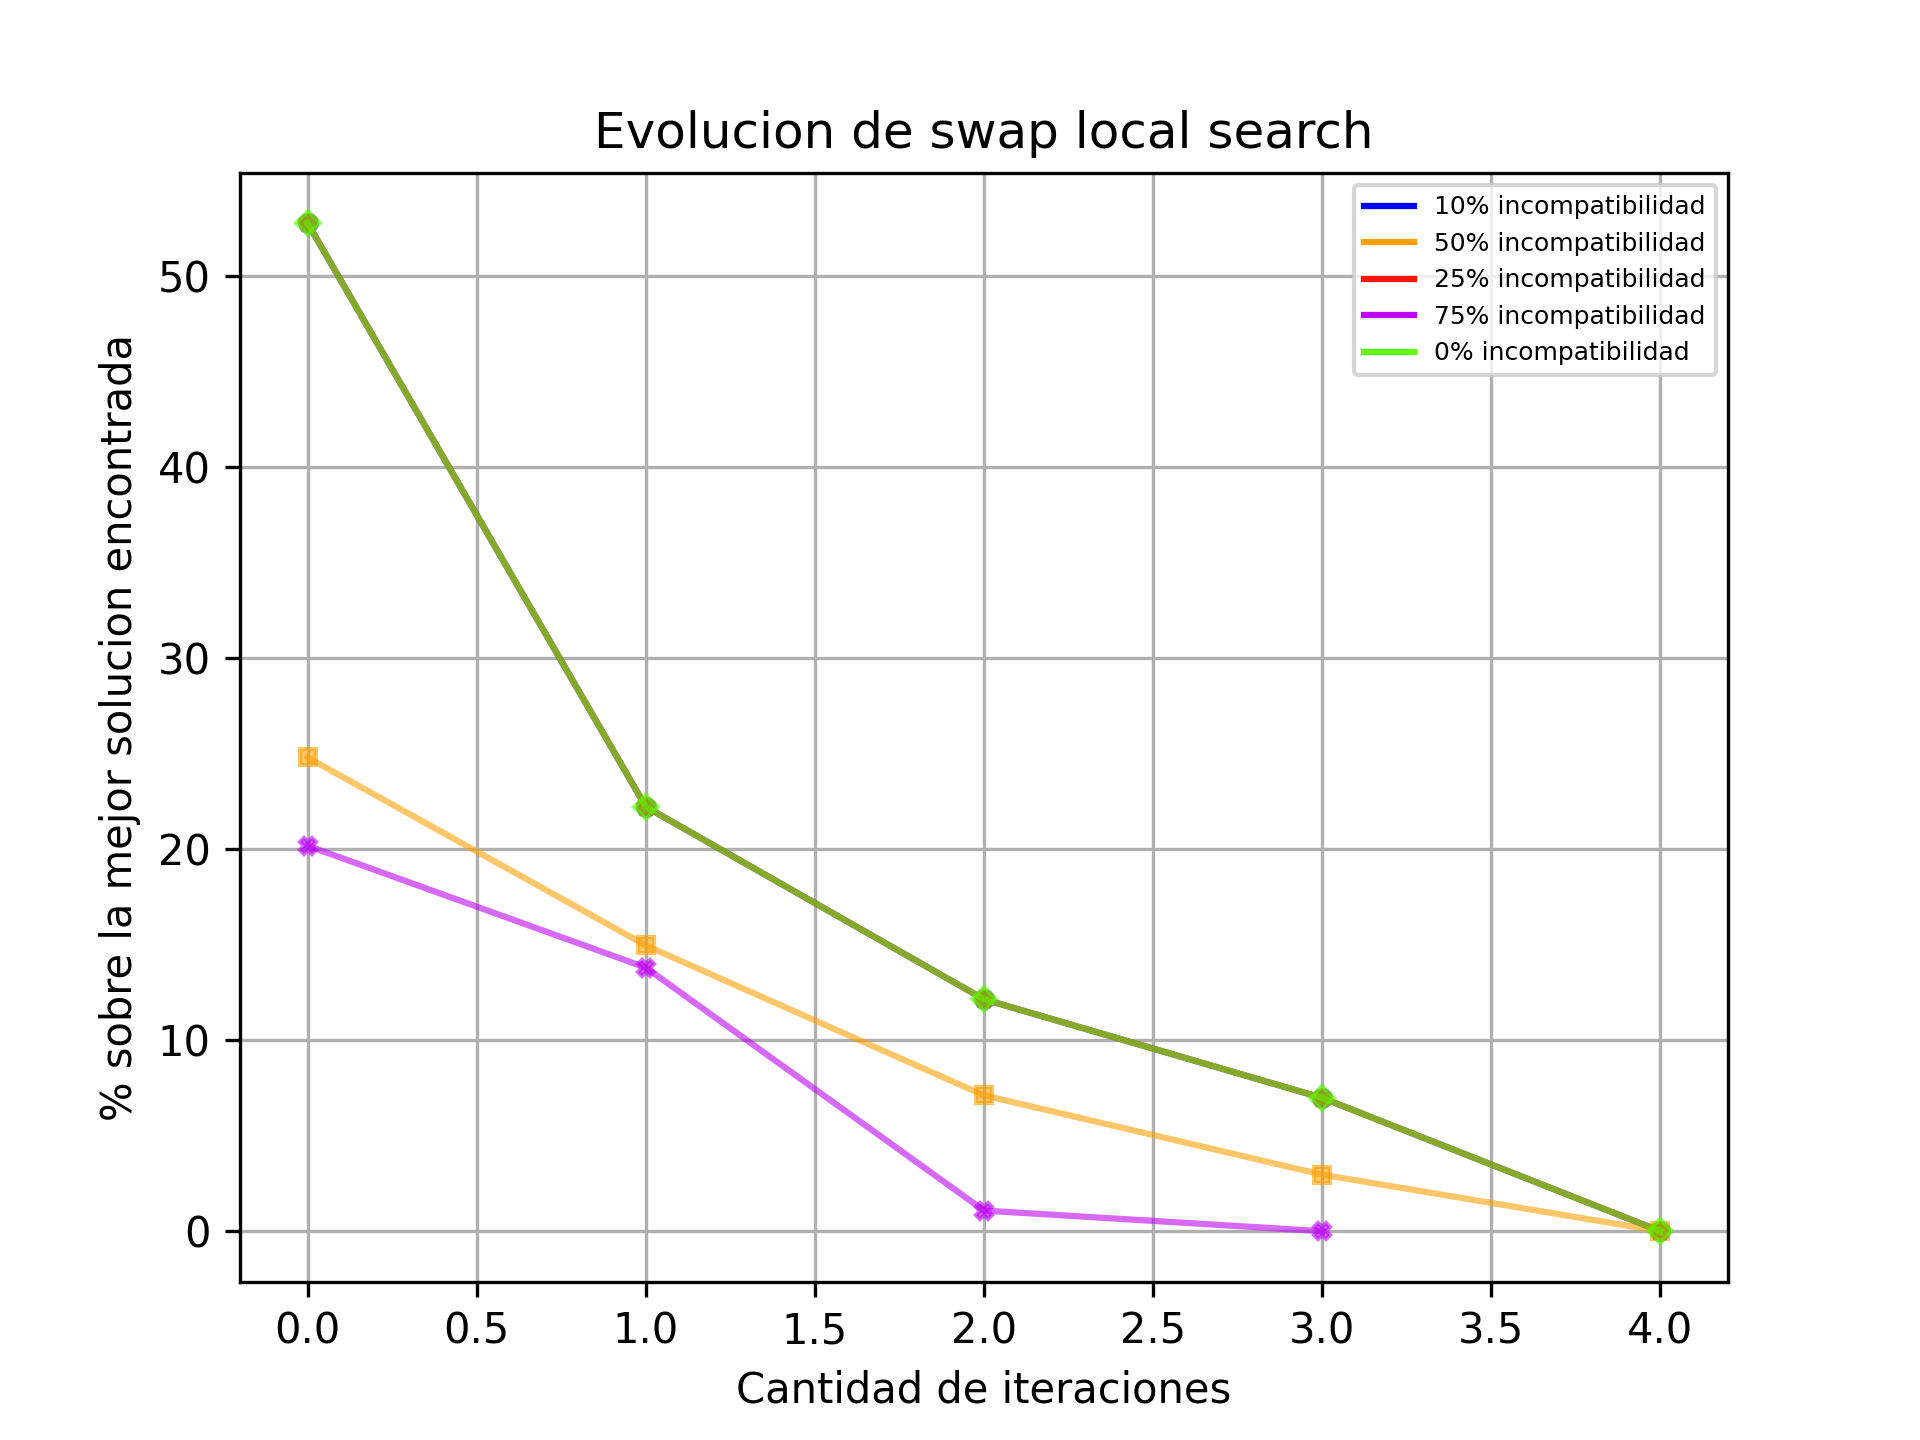 Evolucion de swap local search
10% incompatibilidad
50% incompatibilidad
25% incompatibilidad
75% incompatibilidad
0% incompatibilidad
% sobre la mejor solucion encontrada
50
40
30
20
10
0
0.0 0.5 1.0 1.5 2.0 2.5 3.0 3.5 4.0
Cantidad de iteraciones